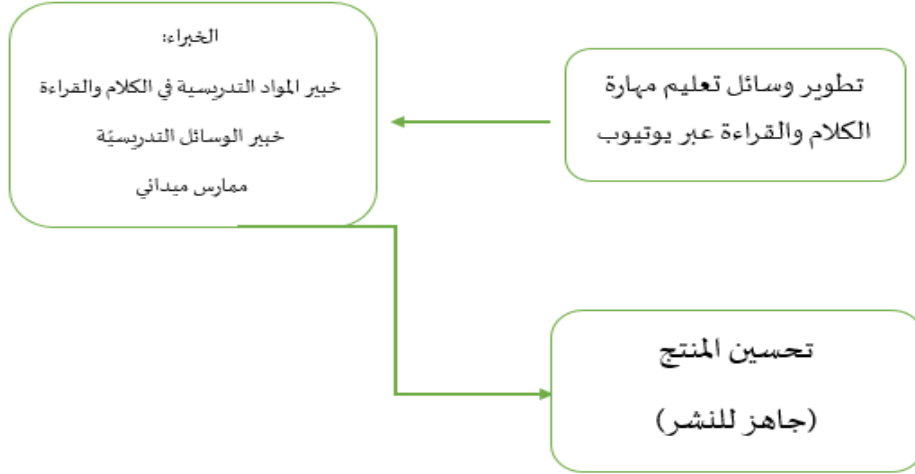 تطوير وسائل تعليم مهارة
الكلام والقراءة عبر يوتيوب
الخبراء:
خبير المواد التدريسية في الكلام والقراءة
خبير الوسائل التدريسيّة
ممارس ميداني
تحسين المنتج
(جاهز للنشر)